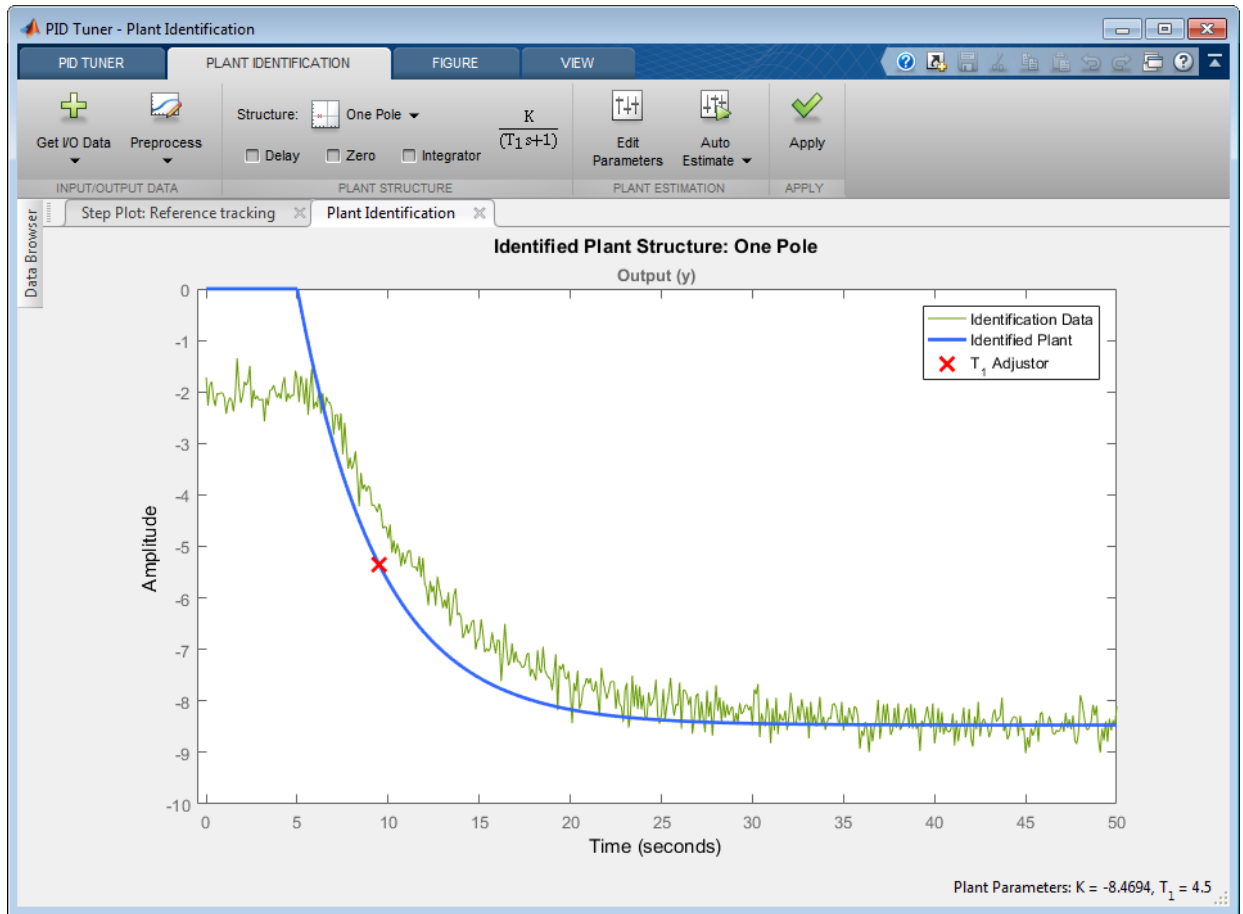 PID Tuner - Plant Identification
PID TUNER PLANT IDENTIFICATION FIGURE VIEW
Get I/O Data Preprocess
INPUT/OUTPUT DATA
Structure: One Pole
Delay Zero Integrator
K
(T1s+1)
PLANT STRUCTURE
Edit Parameters
Auto Estimate
PLANT ESTIMATION
Apply
APPLY
Data Browser
Step Plot: Reference tracking Plant Identification
Identified Plant Structure: One Pole
Output (y)
Identification Data
Identified Plant
T1 Adjustor
Amplitude
0
-1
-2
-3
-4
-5
-6
-7
-8
-9
-10
0 5 10 15 20 25 30 35 40 45 50
Time (seconds)
Plant Parameters: K = -8.4694, T1 = 4.5